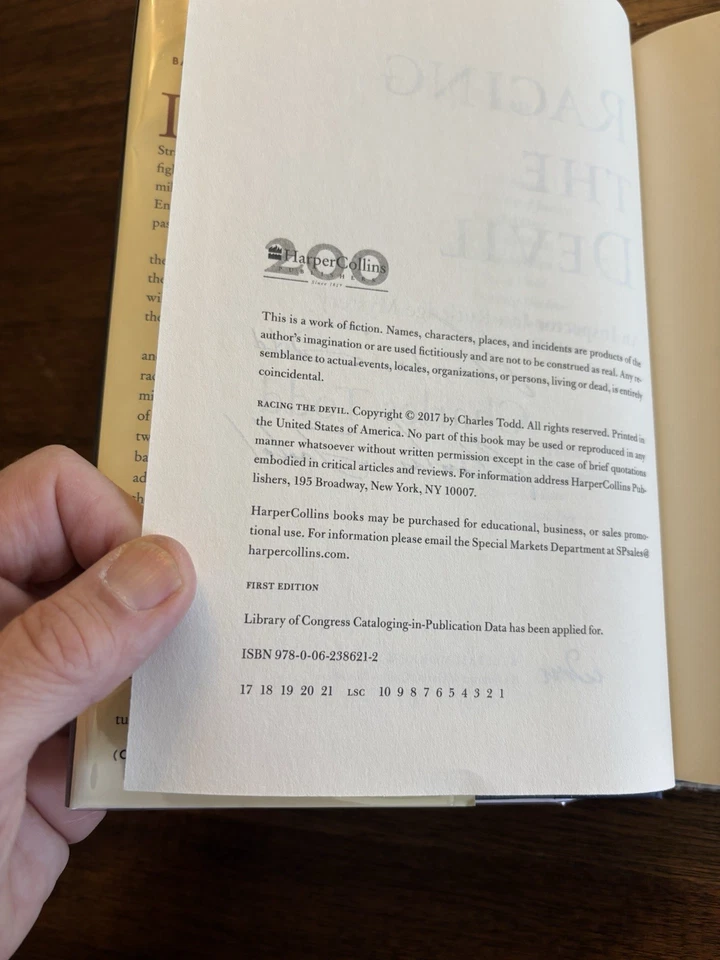 200
HarperCollins
PUBLISHERS
Since 1817
This is a work of fiction. Names, characters, places, and incidents are products of the
author's imagination or are used fictitiously and are not to be construed as real. Any re-
semblance to actual events, locales, organizations, or persons, living or dead, is entirely
coincidental.
RACING THE DEVIL. Copyright © 2017 by Charles Todd. All rights reserved. Printed in
the United States of America. No part of this book may be used or reproduced in any
manner whatsoever without written permission except in the case of brief quotations
embodied in critical articles and reviews. For information address HarperCollins Pub-
lishers, 195 Broadway, New York, NY 10007.
HarperCollins books may be purchased for educational, business, or sales promo-
tional use. For information please email the Special Markets Department at SPsales@
harpercollins.com.
FIRST EDITION
Library of Congress Cataloging-in-Publication Data has been applied for.
ISBN 978-0-06-238621-2
17 18 19 20 21 LSC 10 9 8 7 6 5 4 3 2 1
RACING
THE
DEVIL